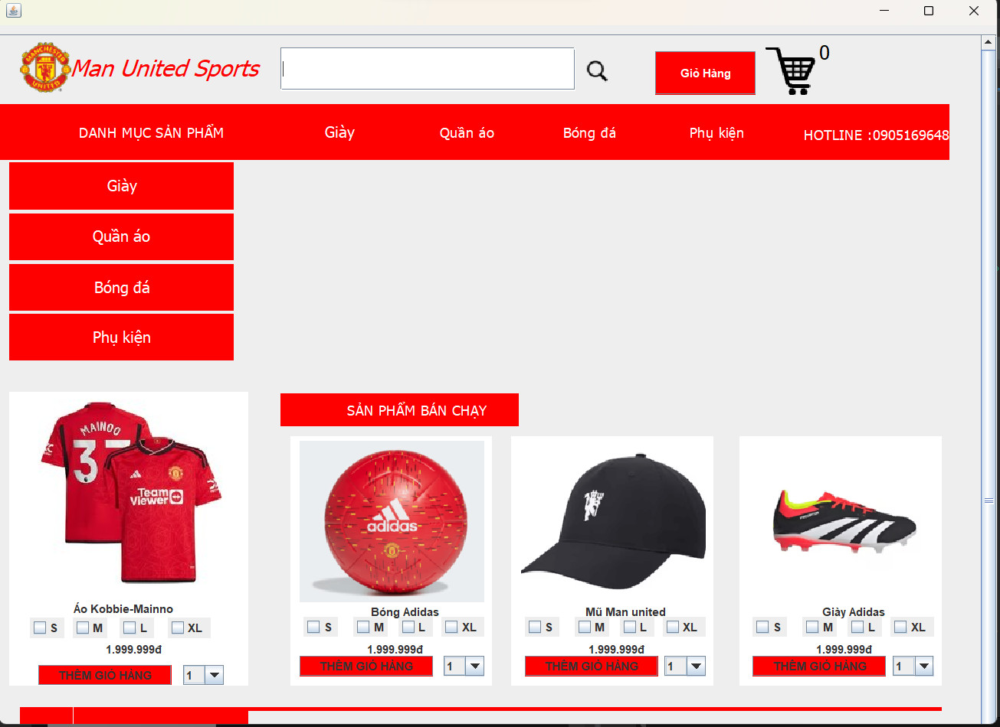 MANCHESTER
UNITED
Man United Sports
Giỏ Hàng
0
DANH MỤC SẢN PHẨM
Giày
Quần áo
Bóng đá
Phụ kiện
HOTLINE :0905169648
Giày
Quần áo
Bóng đá
Phụ kiện
SẢN PHẨM BÁN CHẠY
MAINOO
37
Team
Viewer
Áo Kobbie-Mainno
S M L XL
1.999.999đ
THÊM GIỎ HÀNG 1
adidas
Bóng Adidas
S M L XL
1.999.999đ
THÊM GIỎ HÀNG 1
Mũ Man united
S M L XL
1.999.999đ
THÊM GIỎ HÀNG 1
Giày Adidas
S M L XL
1.999.999đ
THÊM GIỎ HÀNG 1